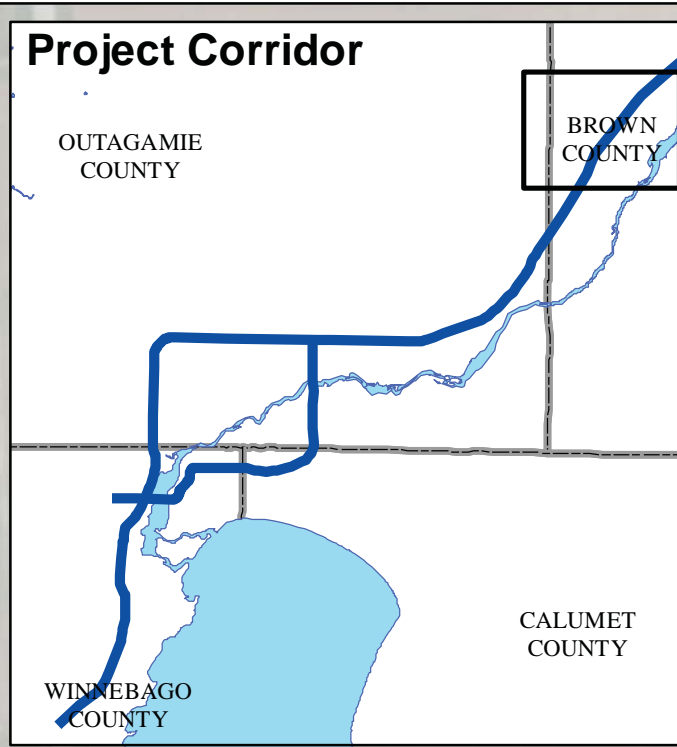 Project Corridor
OUTAGAMIE
COUNTY
BROWN
COUNTY
CALUMET
COUNTY
WINNEBAGO
COUNTY